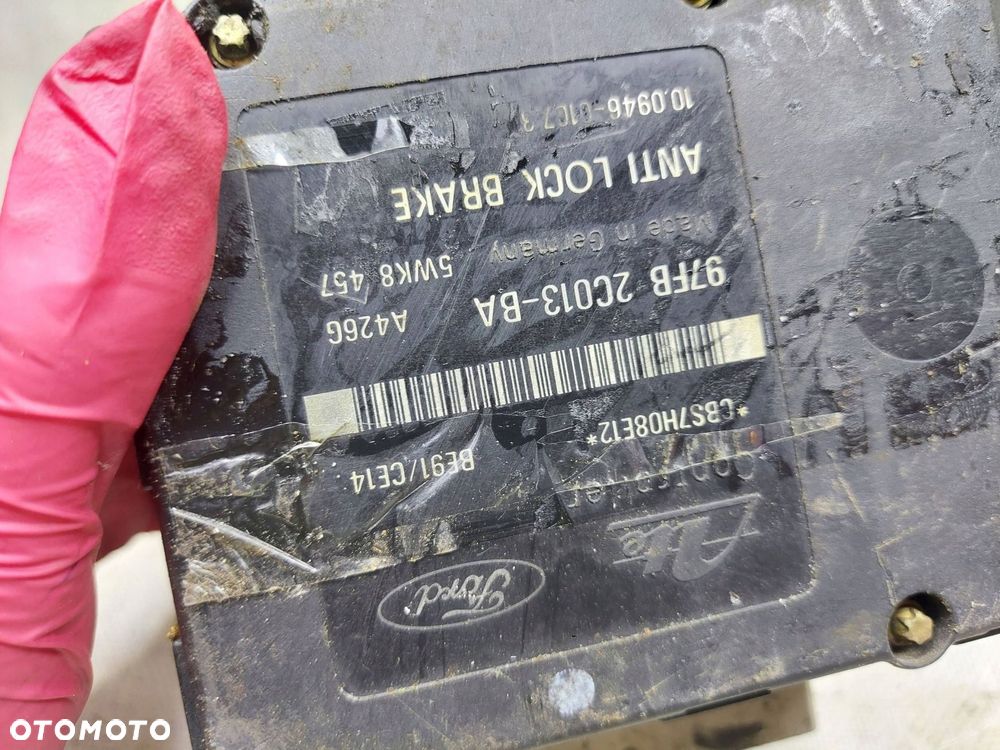 Ford
Ate
Controller
BE91/CE14
*CBS7H08E12*
97FB 2C013-BA
A426G
Made in Germany
5WK8 457
ANTI LOCK BRAKE
10.0946-0107.3
OTOMOTO